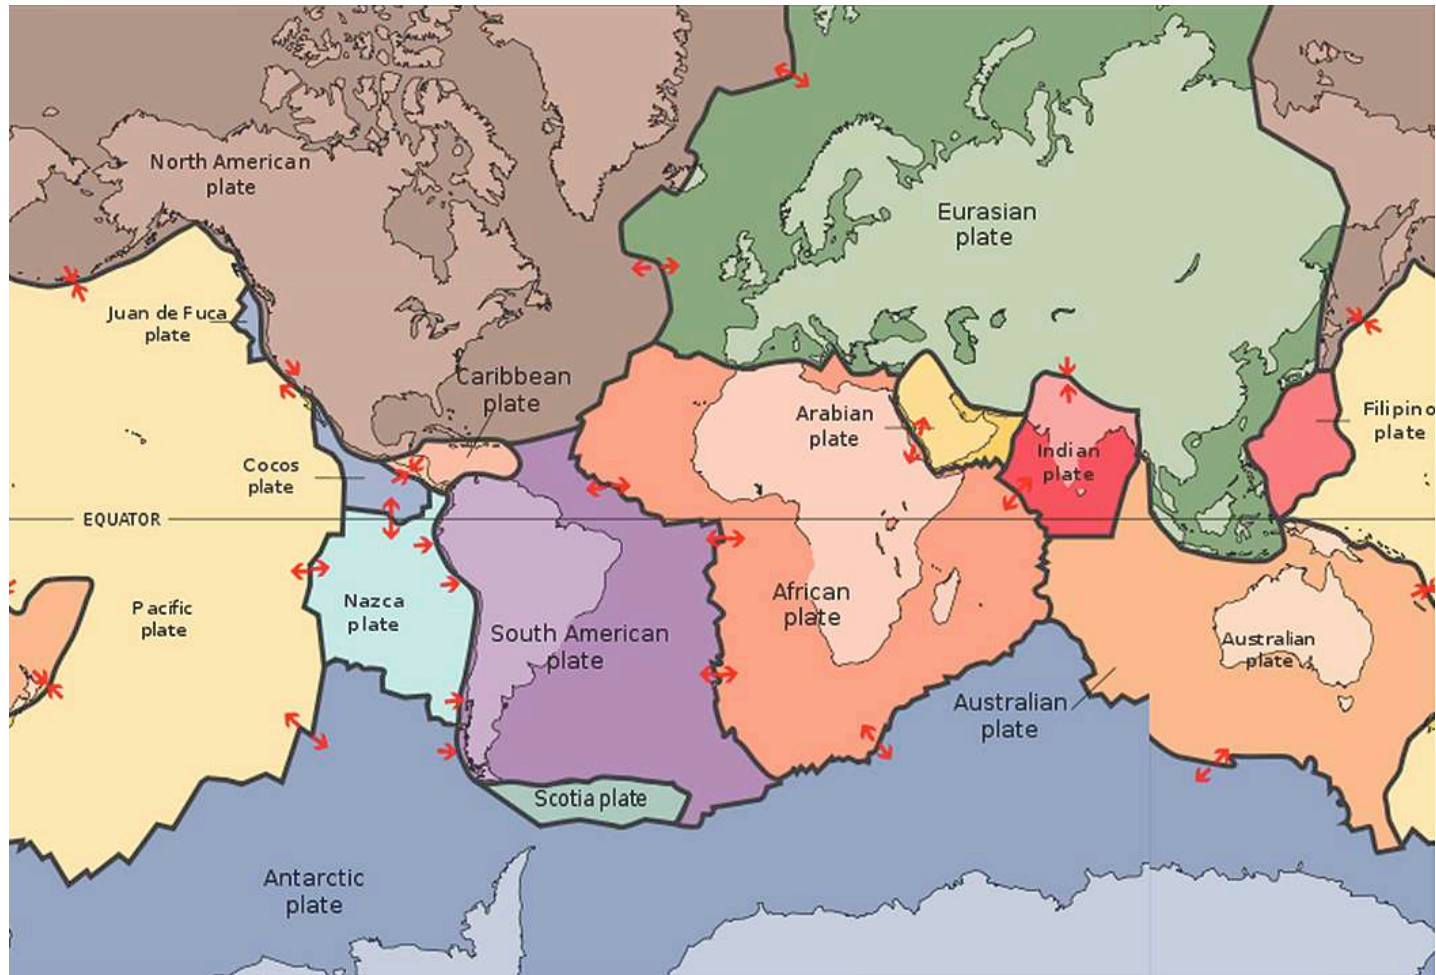 North American
plate
Eurasian
plate
Juan de Fuca
plate
Caribbean
plate
Arabian
plate
Filipino
plate
Indian
plate
Cocos
plate
EQUATOR
Pacific
plate
Nazca
plate
African
plate
South American
plate
Australian
plate
Australian
plate
Scotia plate
Antarctic
plate